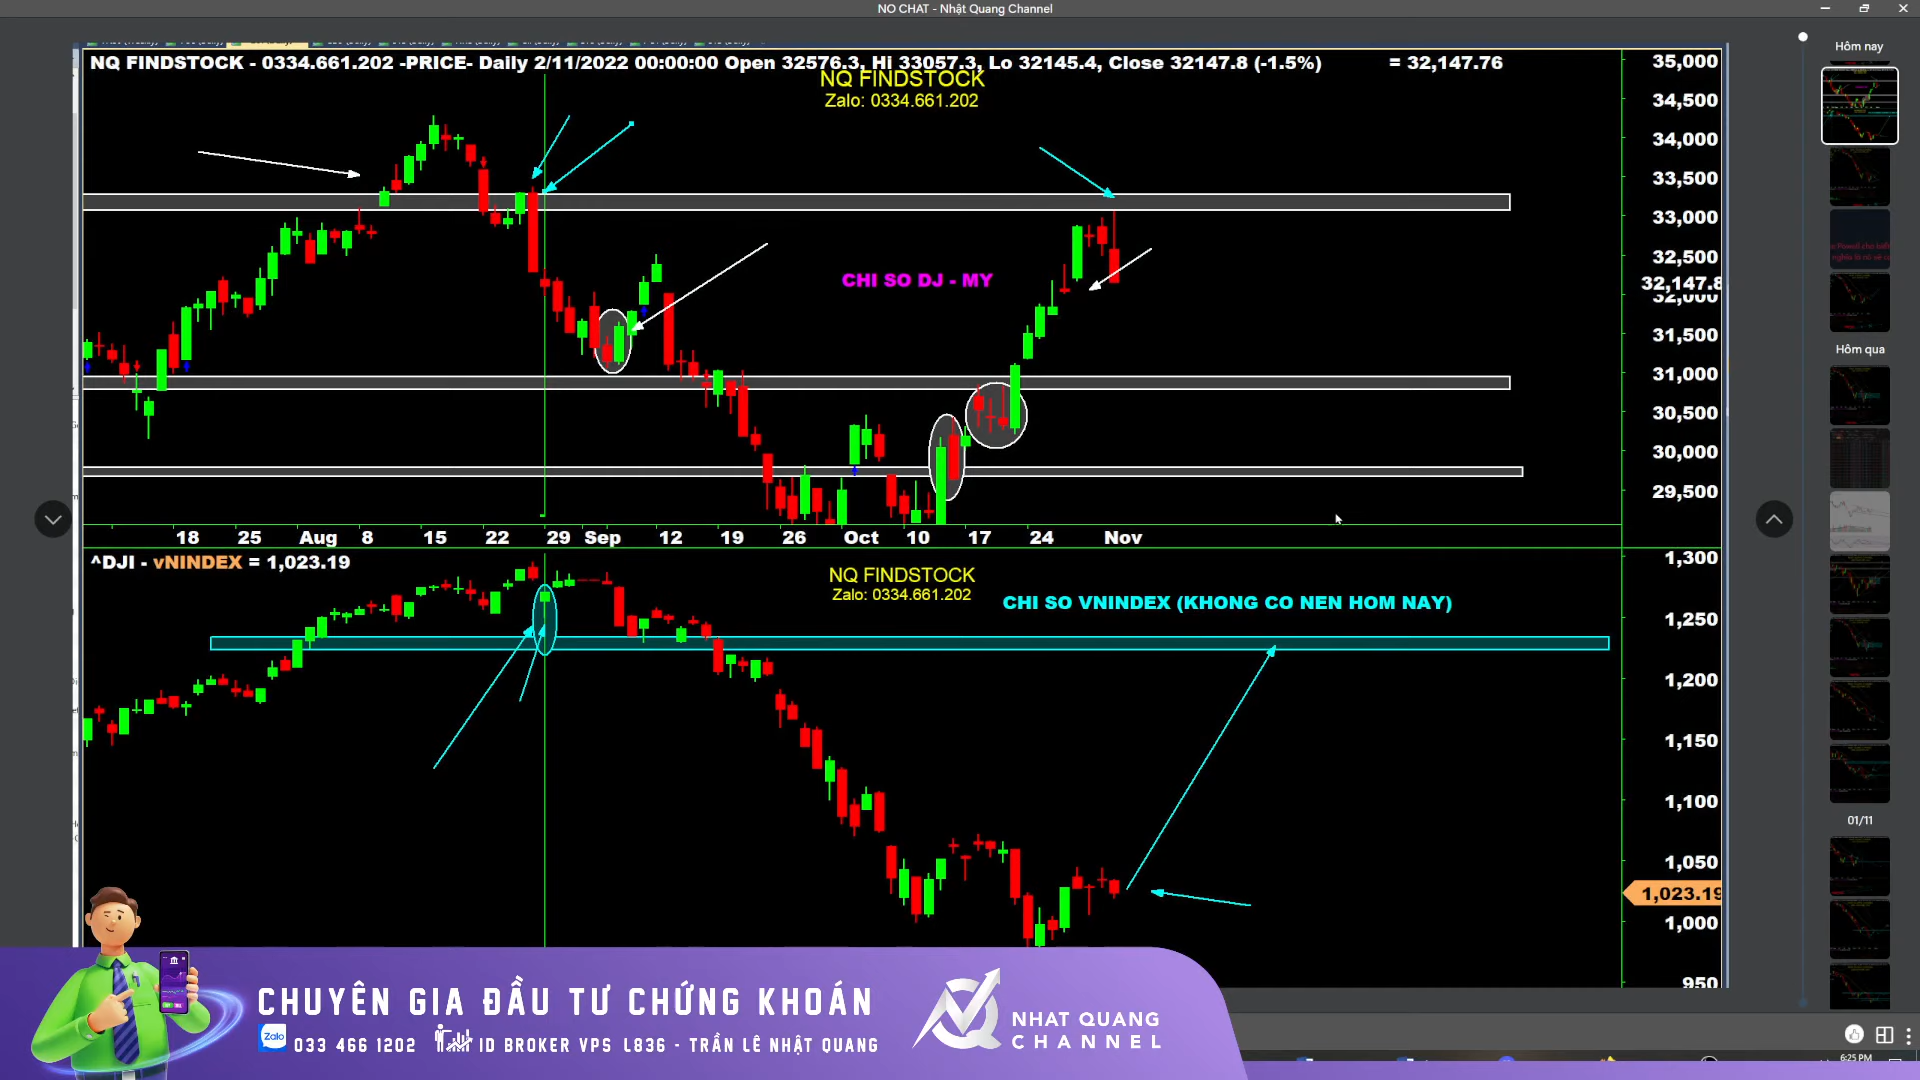 NO CHAT - Nhật Quang Channel
NQ FINDSTOCK - 0334.661.202 -PRICE- Daily 2/11/2022 00:00:00 Open 32576.3, Hi 33057.3, Lo 32145.4, Close 32147.8 (-1.5%) = 32,147.76
NQ FINDSTOCK
Zalo: 0334.661.202
CHI SO DJ - MY
35,000
34,500
34,000
33,500
33,000
32,500
32,147.8
32,000
31,500
31,000
30,500
30,000
29,500
18 25 Aug 8 15 22 29 Sep 12 19 26 Oct 10 17 24 Nov
^DJI - vNINDEX = 1,023.19
NQ FINDSTOCK
Zalo: 0334.661.202
CHI SO VNINDEX (KHONG CO NEN HOM NAY)
1,300
1,250
1,200
1,150
1,100
1,050
1,023.19
1,000
950
Hôm nay
Hôm qua
01/11
CHUYÊN GIA ĐẦU TƯ CHỨNG KHOÁN
Zalo 033 466 1202 ID BROKER VPS L836 - TRẦN LÊ NHẬT QUANG
NHAT QUANG
CHANNEL
6:25 PM